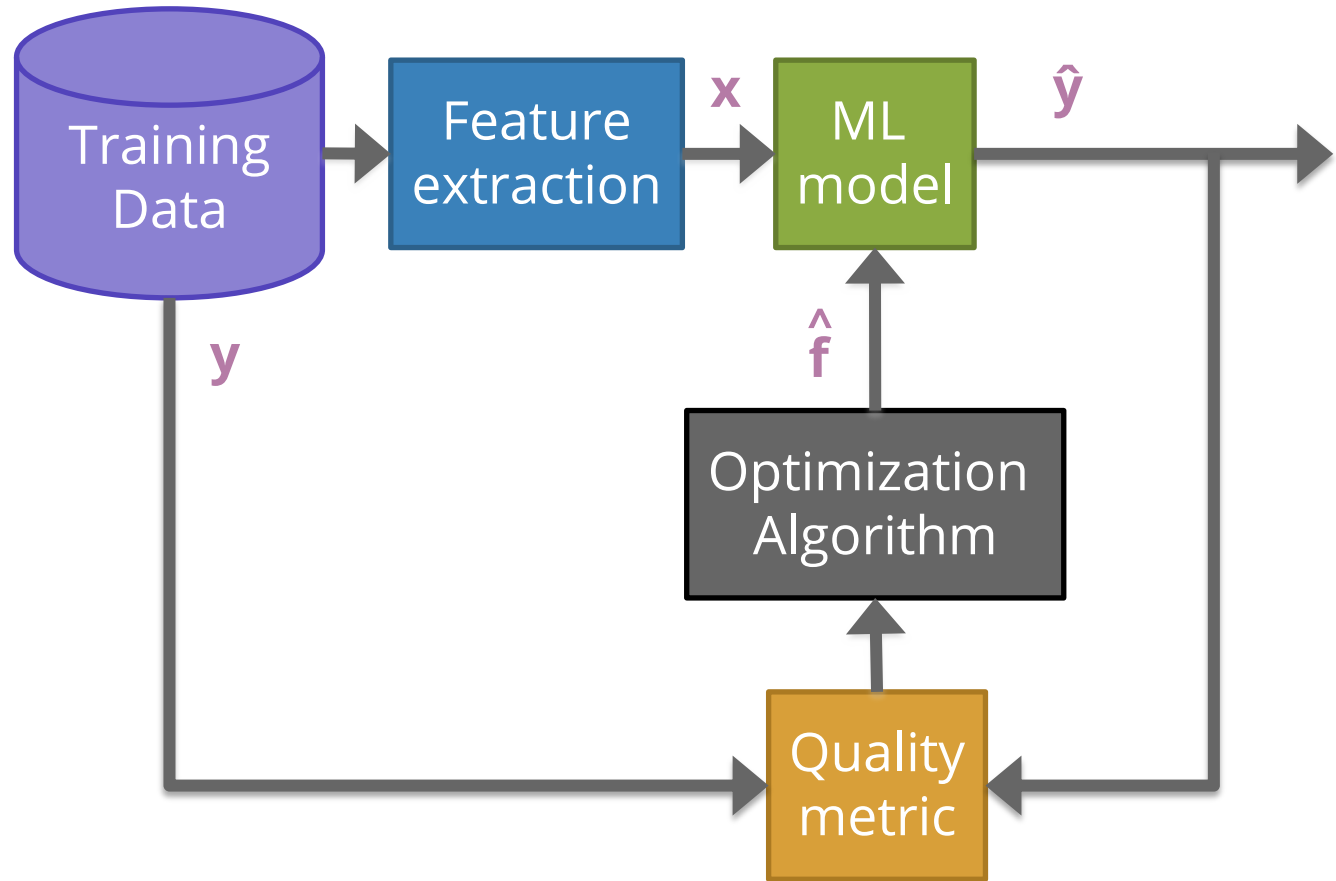 Training
Data
Feature
extraction
x
ML
model
ŷ
y
f̂
Optimization
Algorithm
Quality
metric